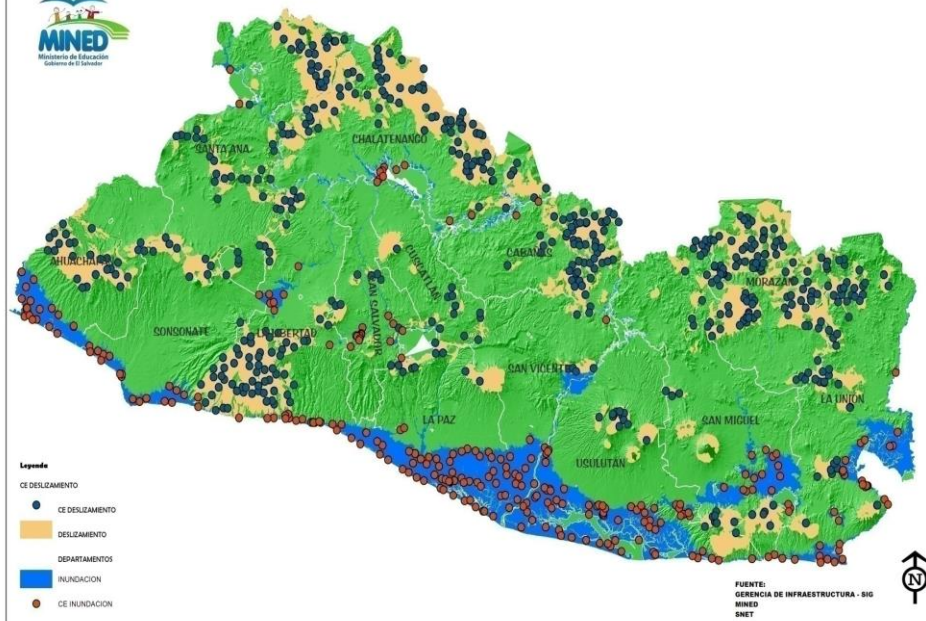 MINED
Ministerio de Educación
Gobierno de El Salvador
CHALATENANGO
SANTA ANA
AHUACHAPAN
CABAÑAS
CUSCATLAN
MORAZAN
SAN SALVADOR
SONSONATE
LA LIBERTAD
SAN VICENTE
LA UNION
LA PAZ
SAN MIGUEL
USULUTAN
Leyenda
CE DESLIZAMIENTO
CE DESLIZAMIENTO
DESLIZAMIENTO
DEPARTAMENTOS
INUNDACION
CE INUNDACION
N
FUENTE:
GERENCIA DE INFRAESTRUCTURA - SIG
MINED
SNET